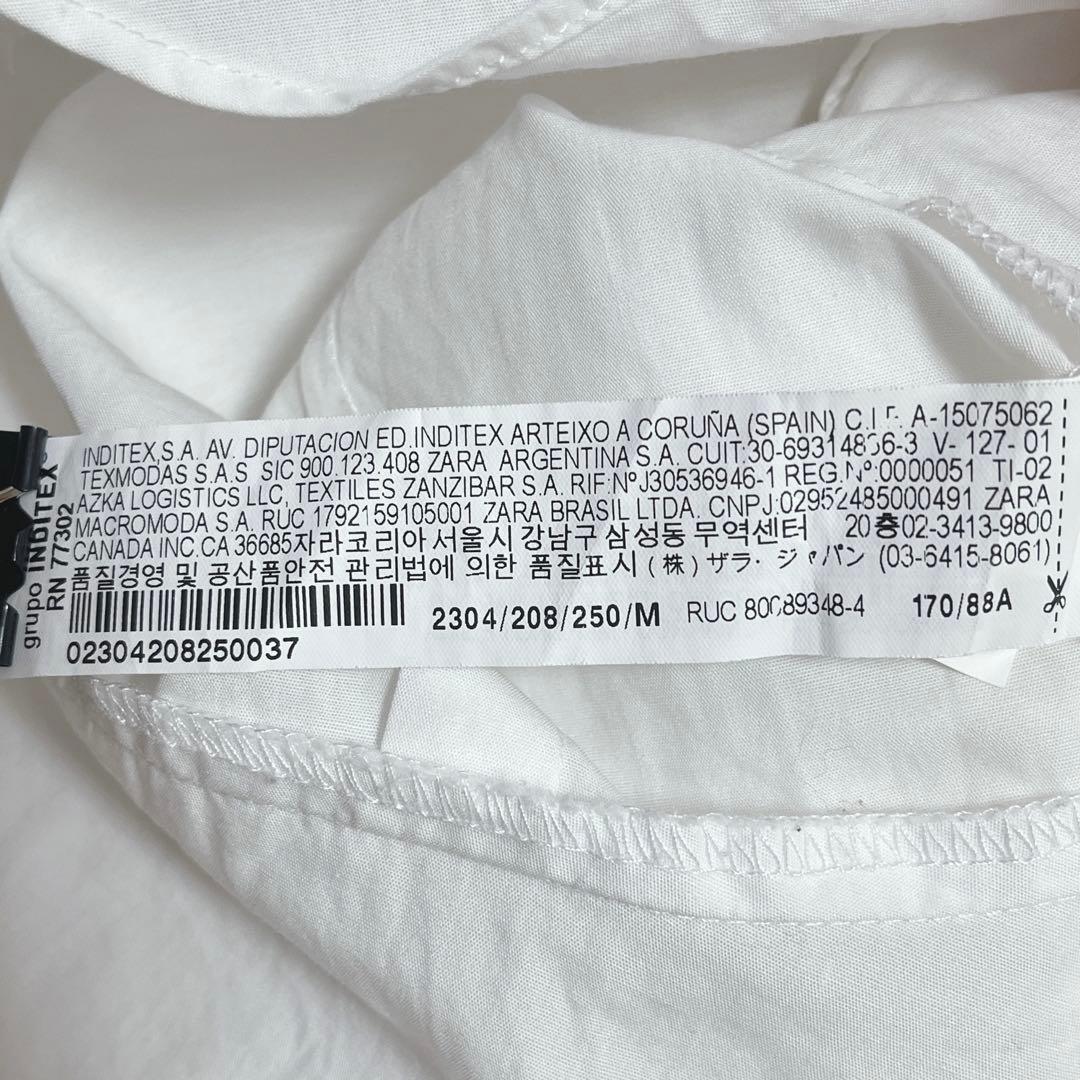 grupo INDITEX®
RN 77302
INDITEX,S.A. AV. DIPUTACION ED.INDITEX ARTEIXO A CORUÑA (SPAIN) A-15075062
TEXMODAS S.A.S SIC 900.123.408 ZARA ARGENTINA S.A. CUIT:30-69314836-3 V- 127- 01
AZKA LOGISTICS LLC, TEXTILES ZANZIBAR S.A. RIF:NºJ30536946-1 REG.Nº:0000051 TI-02
MACROMODA S.A. RUC 1792159105001 ZARA BRASIL LTDA. CNPJ:02952485000491 ZARA
CANADA INC.CA 36685자라코리아 서울시 강남구 삼성동 무역센터 20층02-3413-9800
품질경영 및 공산품안전 관리법에 의한 품질표시 (株) ザラ・ジャパン (03-6415-8061)
2304/208/250/M RUC 80089348-4 170/88A
02304208250037